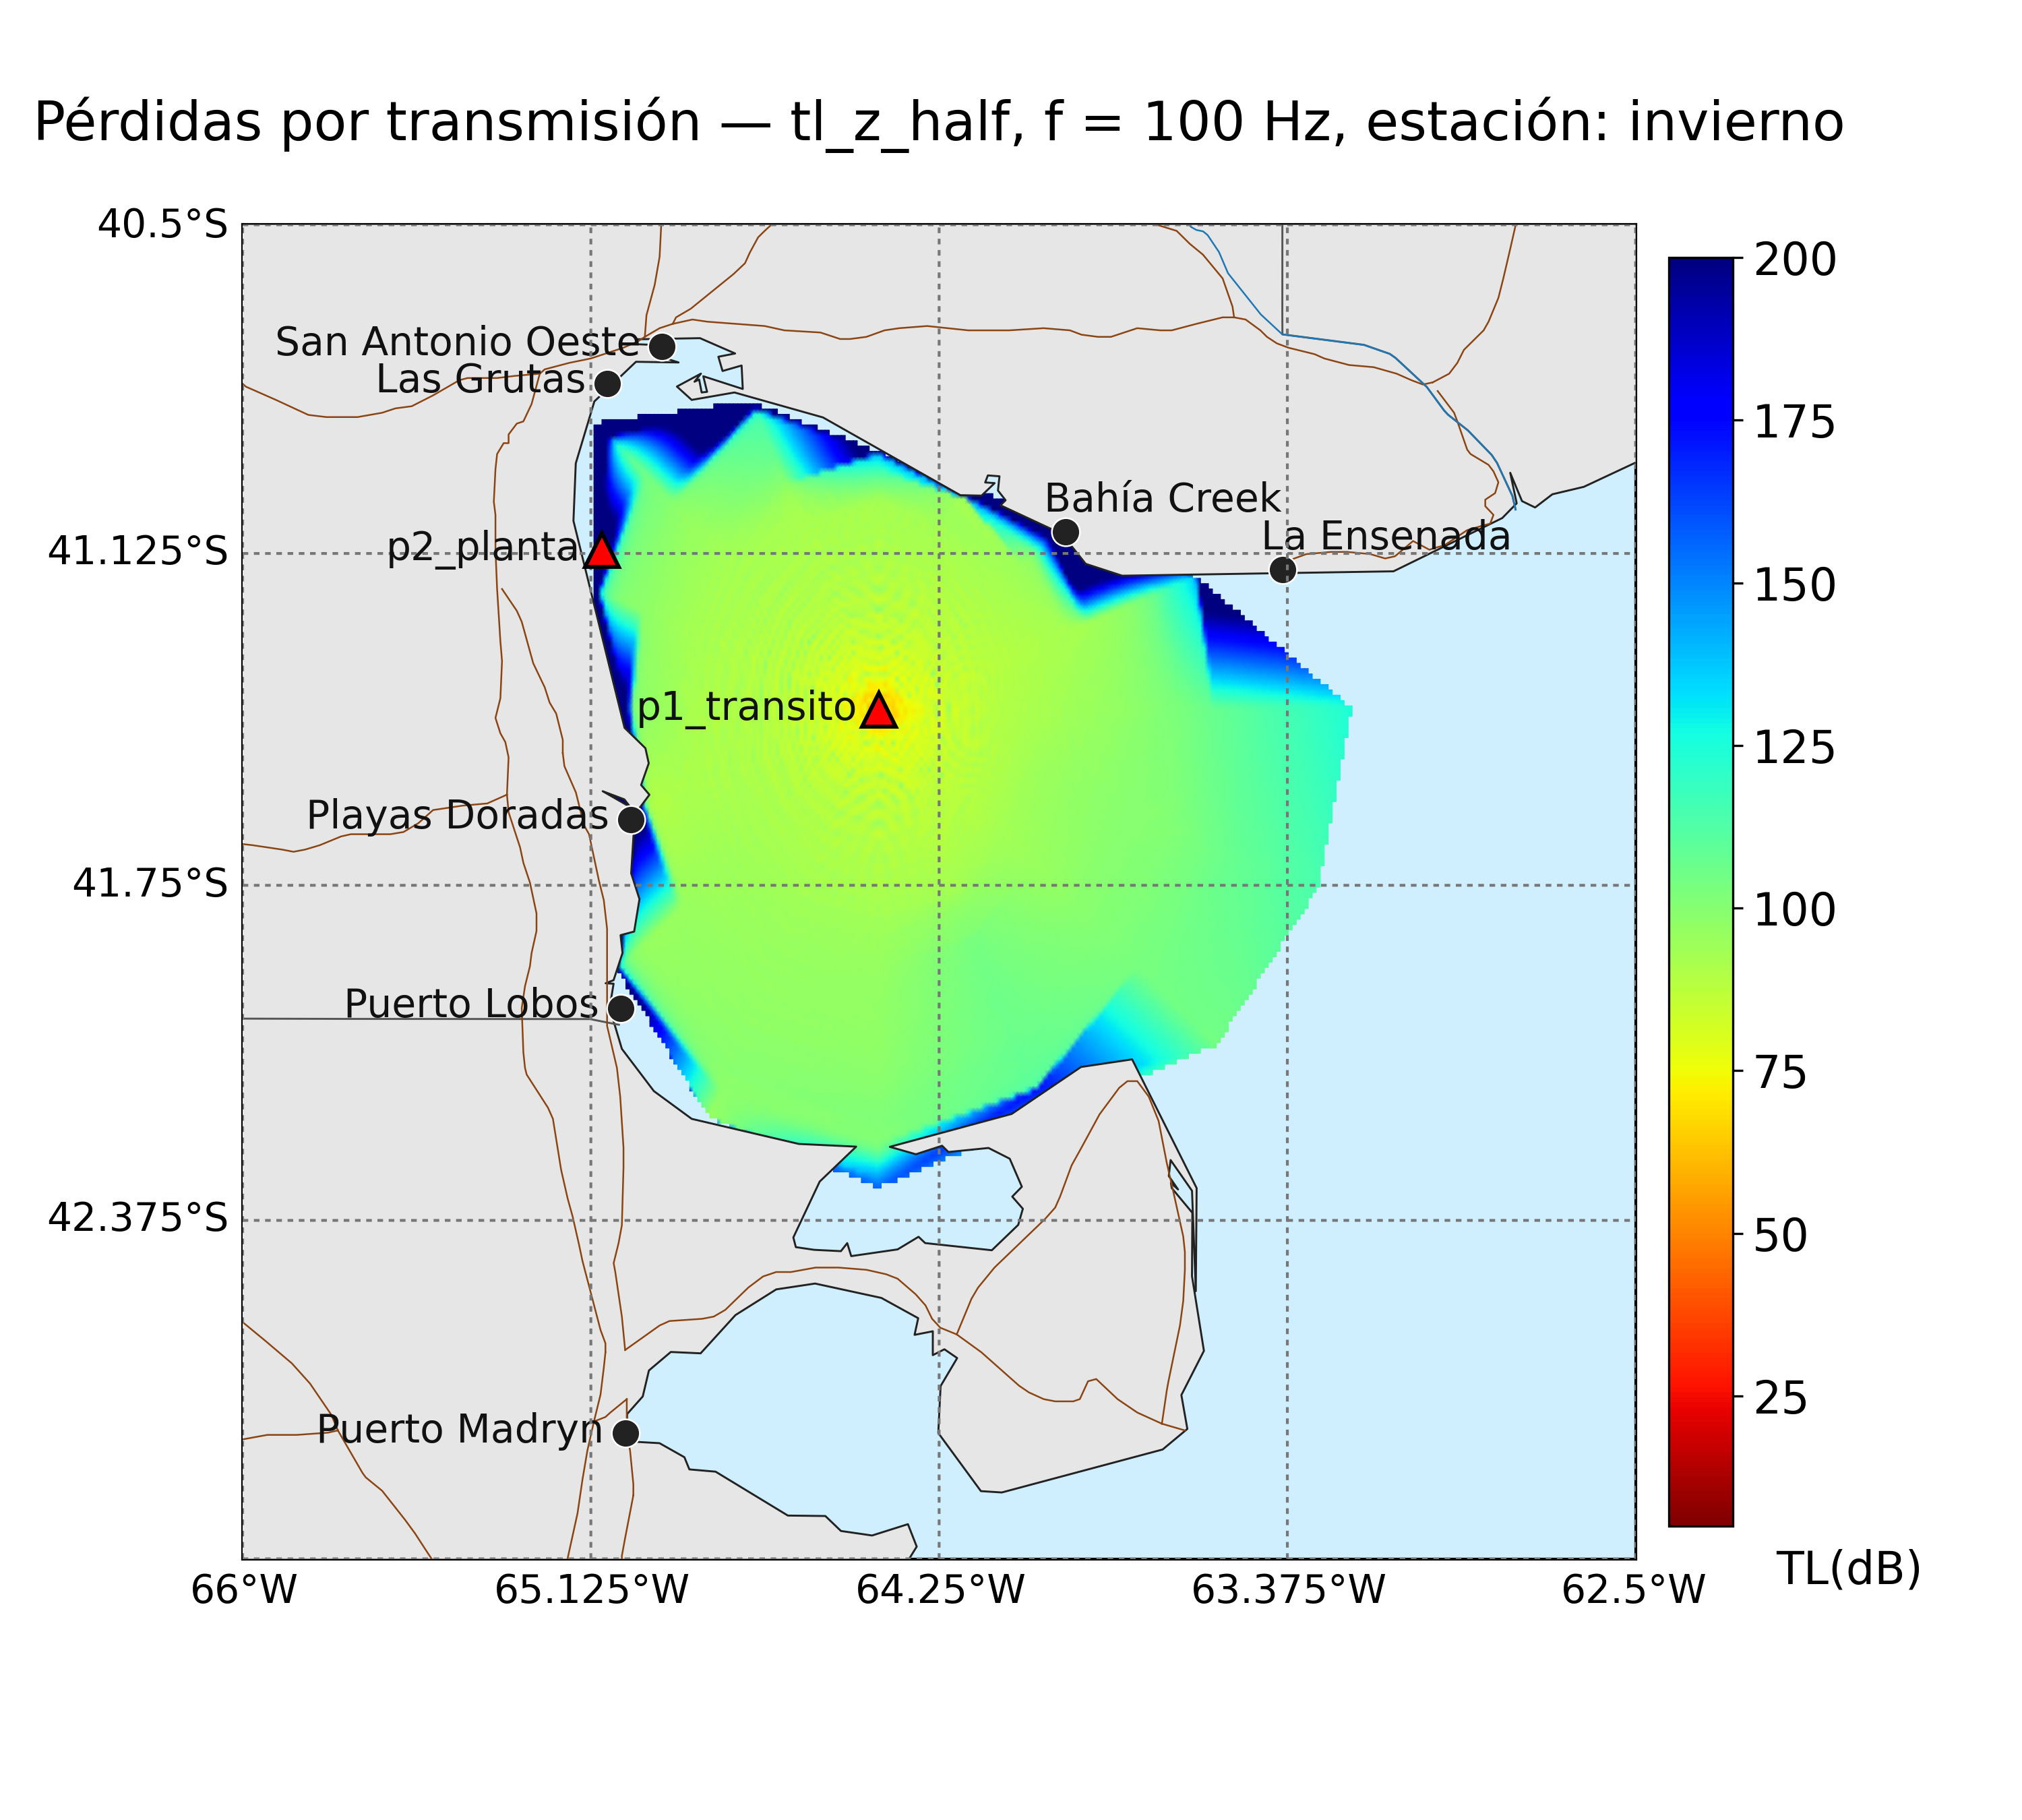 Pérdidas por transmisión — tl_z_half, f = 100 Hz, estación: invierno
40.5°S
41.125°S
41.75°S
42.375°S
San Antonio Oeste
Las Grutas
Bahía Creek
La Ensenada
p2_planta
p1_transito
Playas Doradas
Puerto Lobos
Puerto Madryn
66°W
65.125°W
64.25°W
63.375°W
62.5°W
200
175
150
125
100
75
50
25
TL(dB)